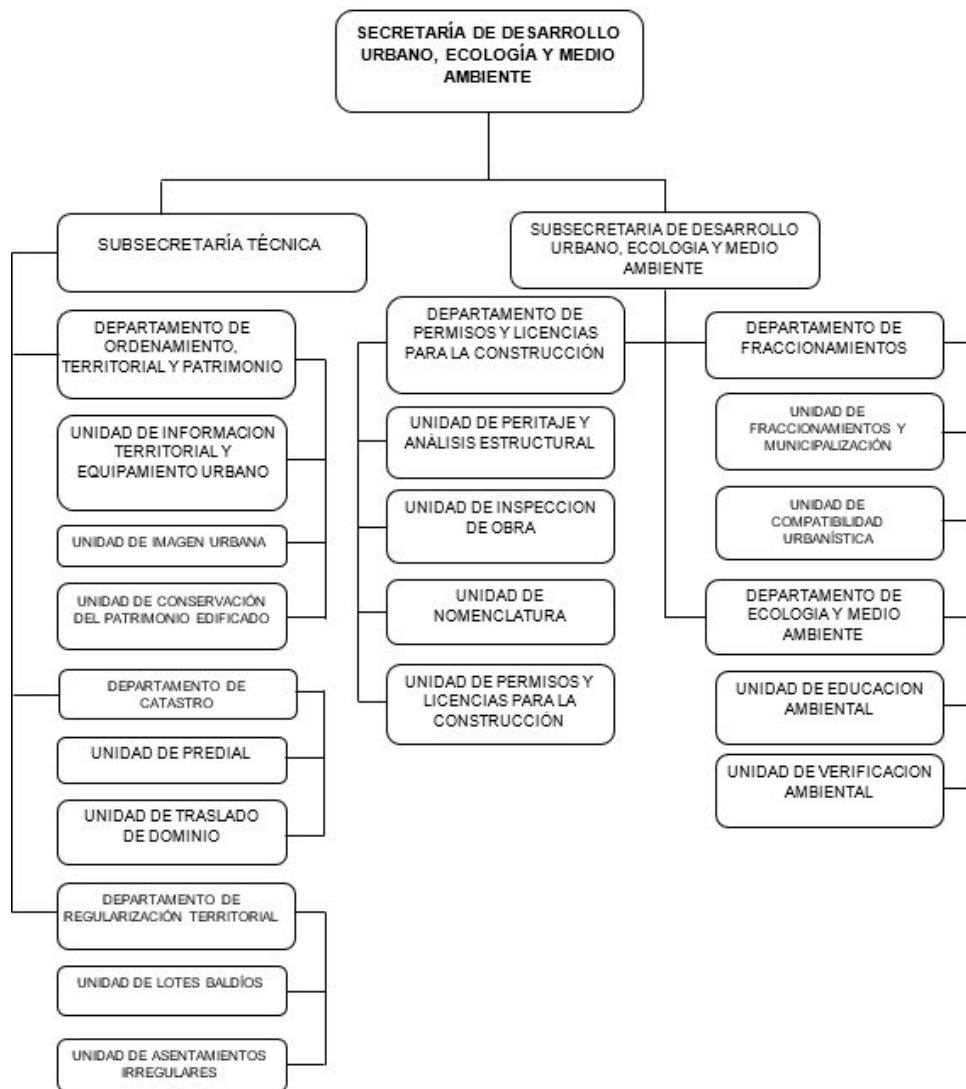 SECRETARÍA DE DESARROLLO
URBANO, ECOLOGÍA Y MEDIO
AMBIENTE
SUBSECRETARÍA TÉCNICA
DEPARTAMENTO DE
ORDENAMIENTO,
TERRITORIAL Y PATRIMONIO
UNIDAD DE INFORMACION
TERRITORIAL Y
EQUIPAMIENTO URBANO
UNIDAD DE IMAGEN URBANA
UNIDAD DE CONSERVACIÓN
DEL PATRIMONIO EDIFICADO
DEPARTAMENTO DE
CATASTRO
UNIDAD DE PREDIAL
UNIDAD DE TRASLADO
DE DOMINIO
DEPARTAMENTO DE
REGULARIZACIÓN TERRITORIAL
UNIDAD DE LOTES BALDÍOS
UNIDAD DE ASENTAMIENTOS
IRREGULARES
SUBSECRETARIA DE DESARROLLO
URBANO, ECOLOGIA Y MEDIO
AMBIENTE
DEPARTAMENTO DE
PERMISOS Y LICENCIAS
PARA LA CONSTRUCCIÓN
UNIDAD DE PERITAJE Y
ANÁLISIS ESTRUCTURAL
UNIDAD DE INSPECCION
DE OBRA
UNIDAD DE
NOMENCLATURA
UNIDAD DE PERMISOS Y
LICENCIAS PARA LA
CONSTRUCCIÓN
DEPARTAMENTO DE
FRACCIONAMIENTOS
UNIDAD DE
FRACCIONAMIENTOS Y
MUNICIPALIZACIÓN
UNIDAD DE
COMPATIBILIDAD
URBANÍSTICA
DEPARTAMENTO DE
ECOLOGIA Y MEDIO
AMBIENTE
UNIDAD DE EDUCACION
AMBIENTAL
UNIDAD DE VERIFICACION
AMBIENTAL